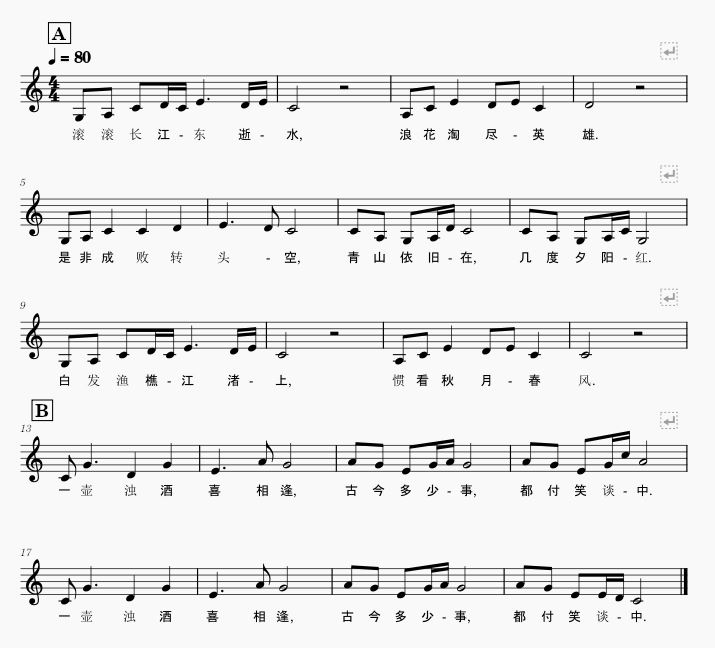 A
♩ = 80
4/4
滚 滚 长 江 - 东 逝 - 水, 浪 花 淘 尽 - 英 雄.
5
是 非 成 败 转 头 - 空, 青 山 依 旧 - 在, 几 度 夕 阳 - 红.
9
白 发 渔 樵 - 江 渚 - 上, 惯 看 秋 月 - 春 风.
B
13
一 壶 浊 酒 喜 相 逢, 古 今 多 少 - 事, 都 付 笑 谈 - 中.
17
一 壶 浊 酒 喜 相 逢, 古 今 多 少 - 事, 都 付 笑 谈 - 中.